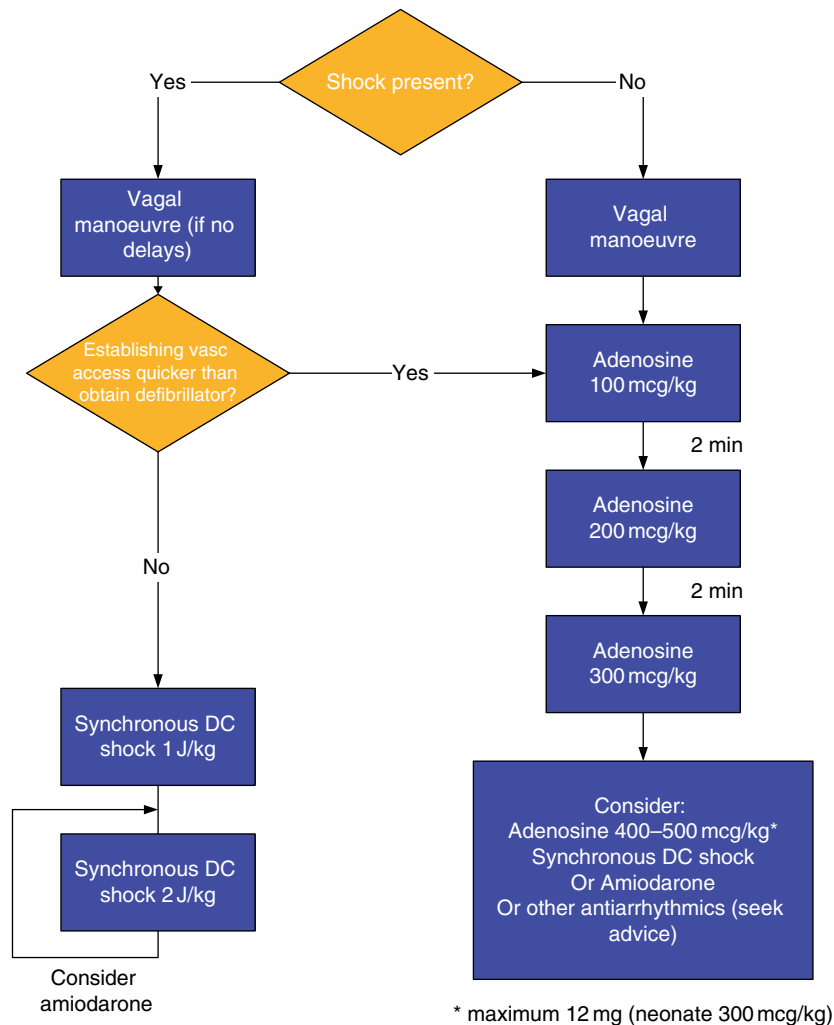 Shock present?
Yes
No
Vagal
manoeuvre (if no
delays)
Vagal
manoeuvre
Establishing vasc
access quicker than
obtain defibrillator?
Yes
Adenosine
100 mcg/kg
2 min
Adenosine
200 mcg/kg
No
2 min
Adenosine
300 mcg/kg
Synchronous DC
shock 1 J/kg
Synchronous DC
shock 2 J/kg
Consider
amiodarone
Consider:
Adenosine 400–500 mcg/kg*
Synchronous DC shock
Or Amiodarone
Or other antiarrhythmics (seek
advice)
* maximum 12 mg (neonate 300 mcg/kg)